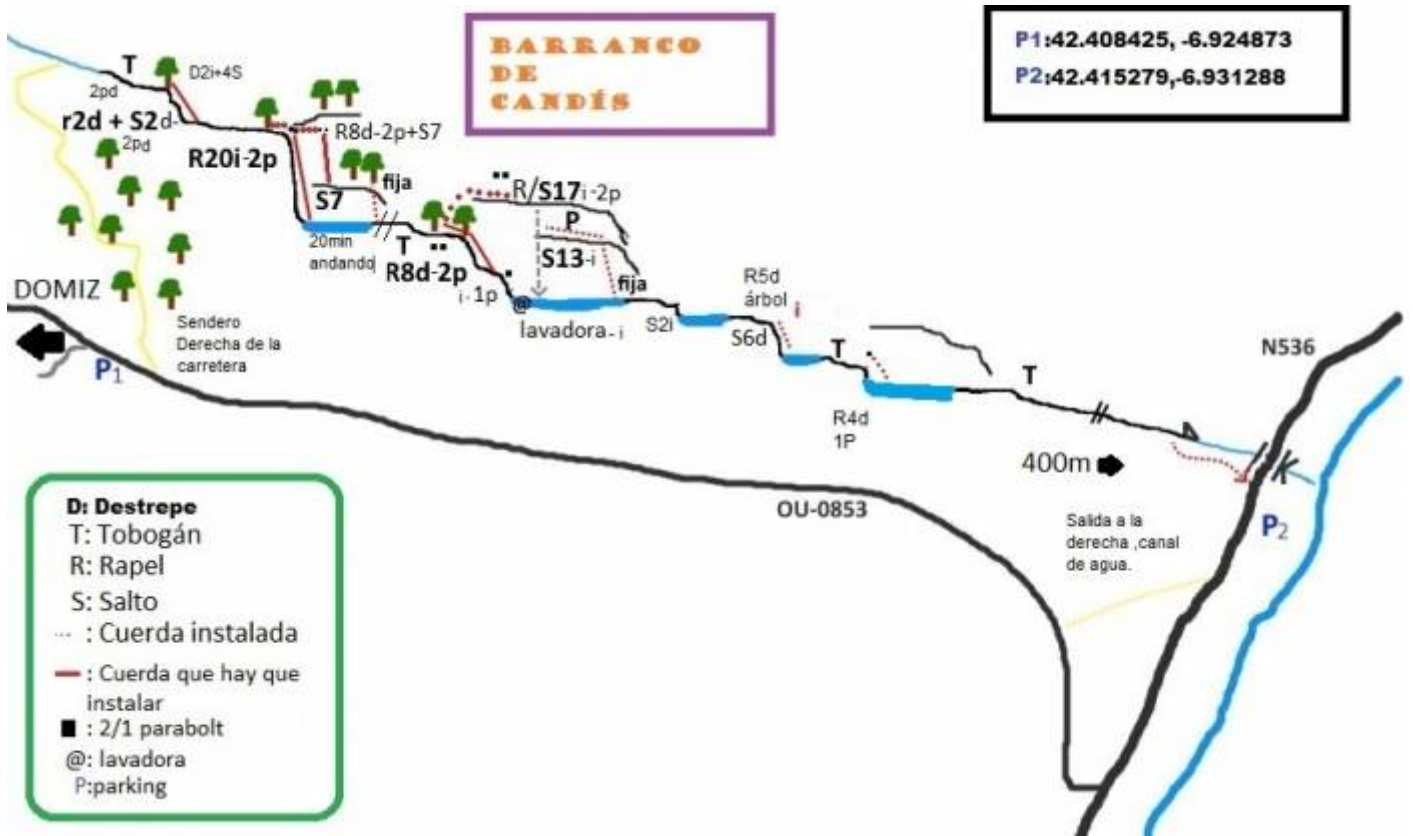 BARRANCO
DE
CANDÍS
P1:42.408425, -6.924873
P2:42.415279,-6.931288
T
2pd
D2i+4S
r2d + S2d-
2pd
R20i-2p
R8d-2p+S7
S7
fija
20min
andando
T
R8d-2p
i-1p
@
lavadora-i
R/S17i-2p
P
S13-i
fija
S2i
R5d
árbol
i
S6d
T
R4d
1P
T
400m
DOMIZ
P1
Sendero
Derecha de la
carretera
OU-0853
N536
Salida a la
derecha ,canal
de agua.
P2
D: Destrepe
T: Tobogán
R: Rapel
S: Salto
... : Cuerda instalada
: Cuerda que hay que
instalar
: 2/1 parabolt
@: lavadora
P:parking